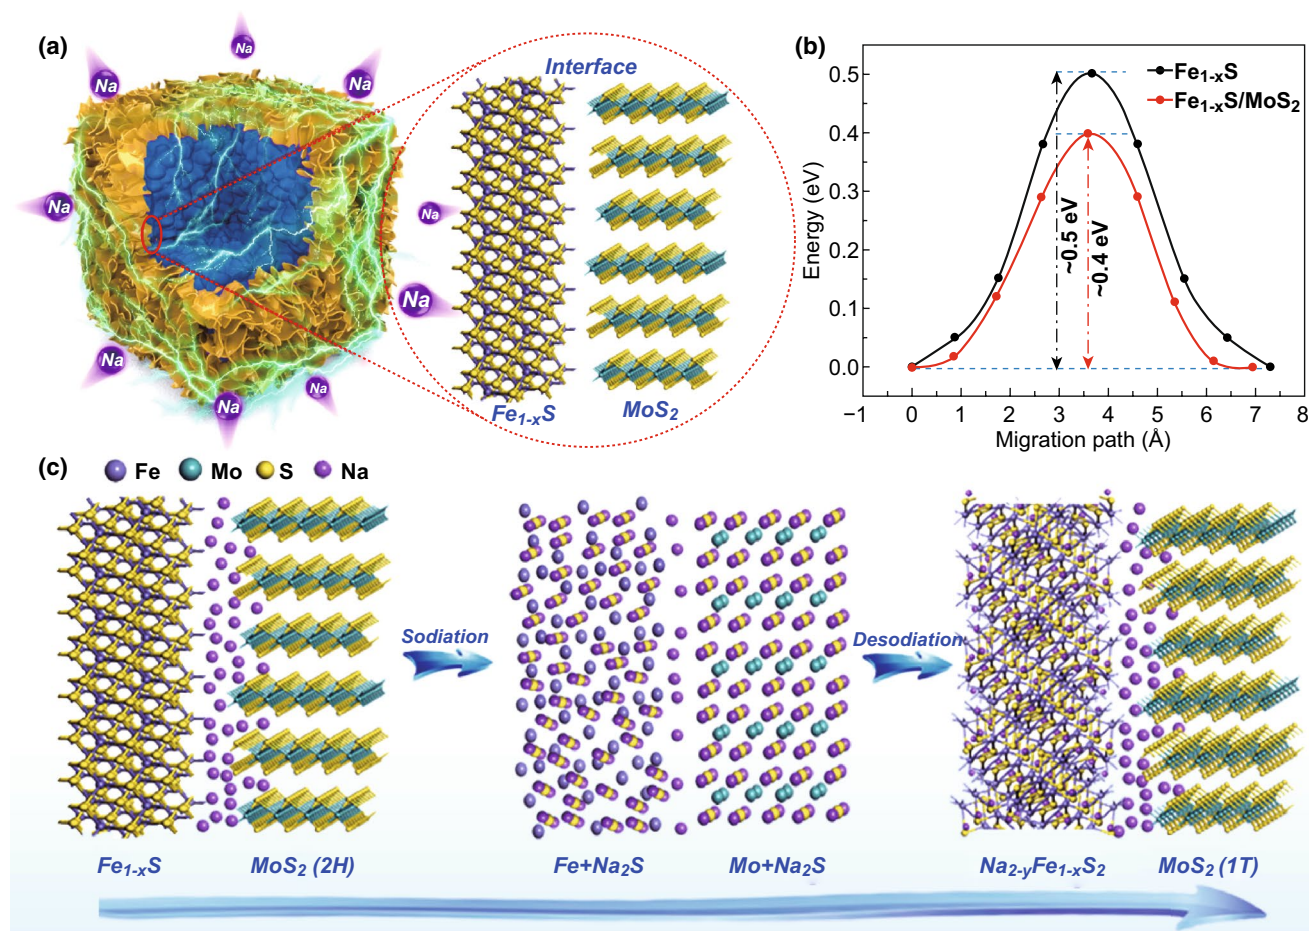 (a)
Na
Na
Na
Na
Na
Na
Na
Na
Na
Interface
Fe1-xS
MoS2
(b)
Energy (eV)
0.5
0.4
0.3
0.2
0.1
0.0
−1 0 1 2 3 4 5 6 7 8
Migration path (Å)
Fe1-xS
Fe1-xS/MoS2
~0.5 eV
~0.4 eV
(c)
Fe Mo S Na
Sodiation
Desodiation
Fe1-xS
MoS2 (2H)
Fe+Na2S
Mo+Na2S
Na2-yFe1-xS2
MoS2 (1T)